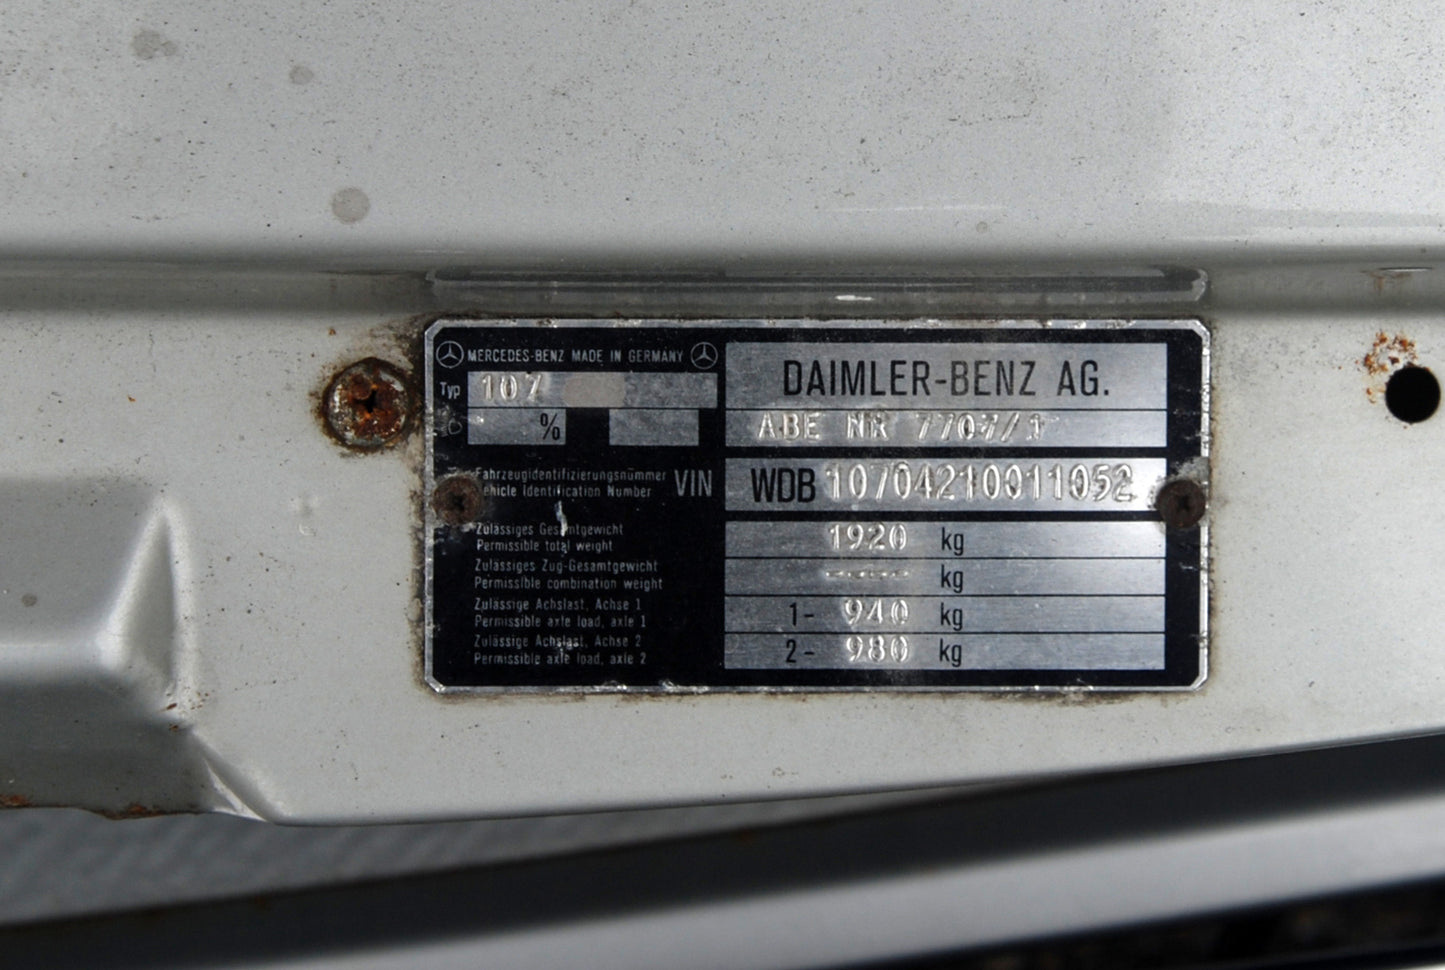 MERCEDES-BENZ MADE IN GERMANY
Typ 107
%
DAIMLER-BENZ AG.
ABE NR 7707/1
Fahrzeugidentifizierungsnummer
Vehicle Identification Number
VIN
WDB 10704210011052
Zulässiges Gesamtgewicht
Permissible total weight
1920 kg
Zulässiges Zug-Gesamtgewicht
Permissible combination weight
---- kg
Zulässige Achslast, Achse 1
Permissible axle load, axle 1
1- 940 kg
Zulässige Achslast, Achse 2
Permissible axle load, axle 2
2- 980 kg